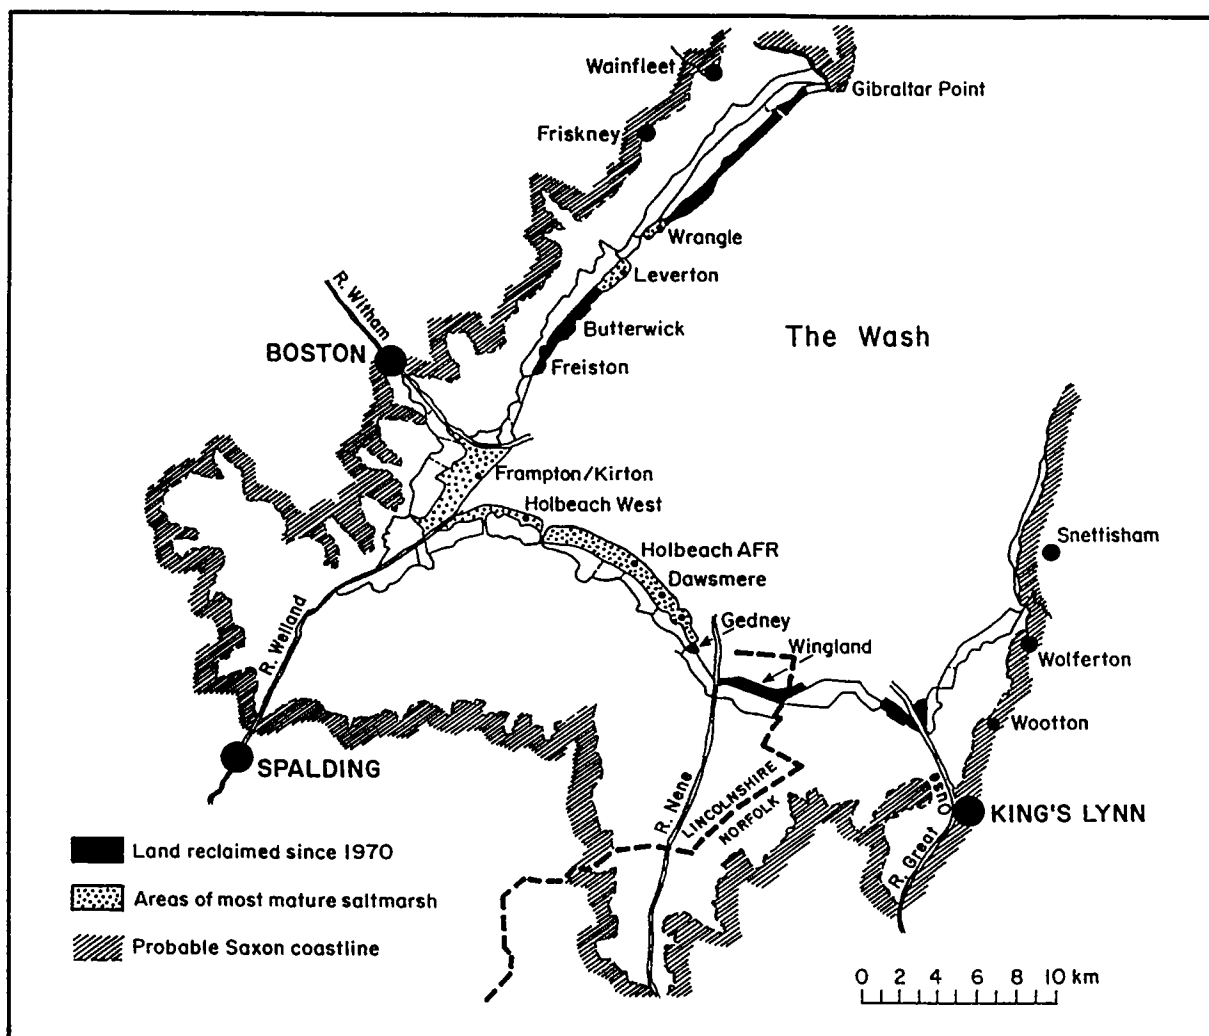 Wainfleet
Gibraltar Point
Friskney
Wrangle
Leverton
R. Witham
Butterwick
The Wash
BOSTON
Freiston
Frampton/Kirton
Holbeach West
Snettisham
Holbeach AFR
Dawsmere
Gedney
R. Welland
Wingland
Wolferton
Wootton
SPALDING
LINCOLNSHIRE
NORFOLK
R. Nene
KING'S LYNN
R. Great Ouse
Land reclaimed since 1970
Areas of most mature saltmarsh
Probable Saxon coastline
0 2 4 6 8 10 km